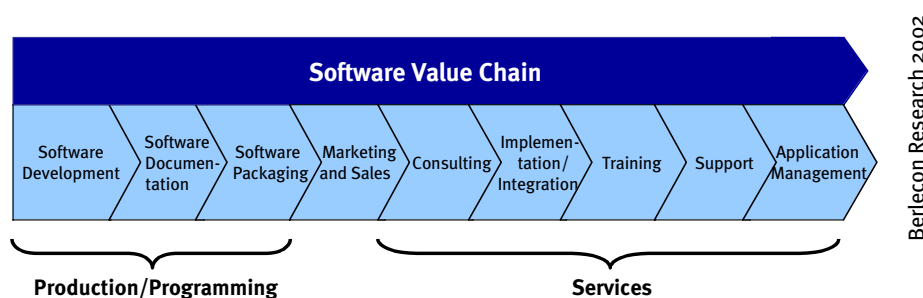 Software Value Chain
Software
Development
Software
Documen-
tation
Software
Packaging
Marketing
and Sales
Consulting
Implemen-
tation/
Integration
Training
Support
Application
Management
Production/Programming
Services
Berlecon Research 2002